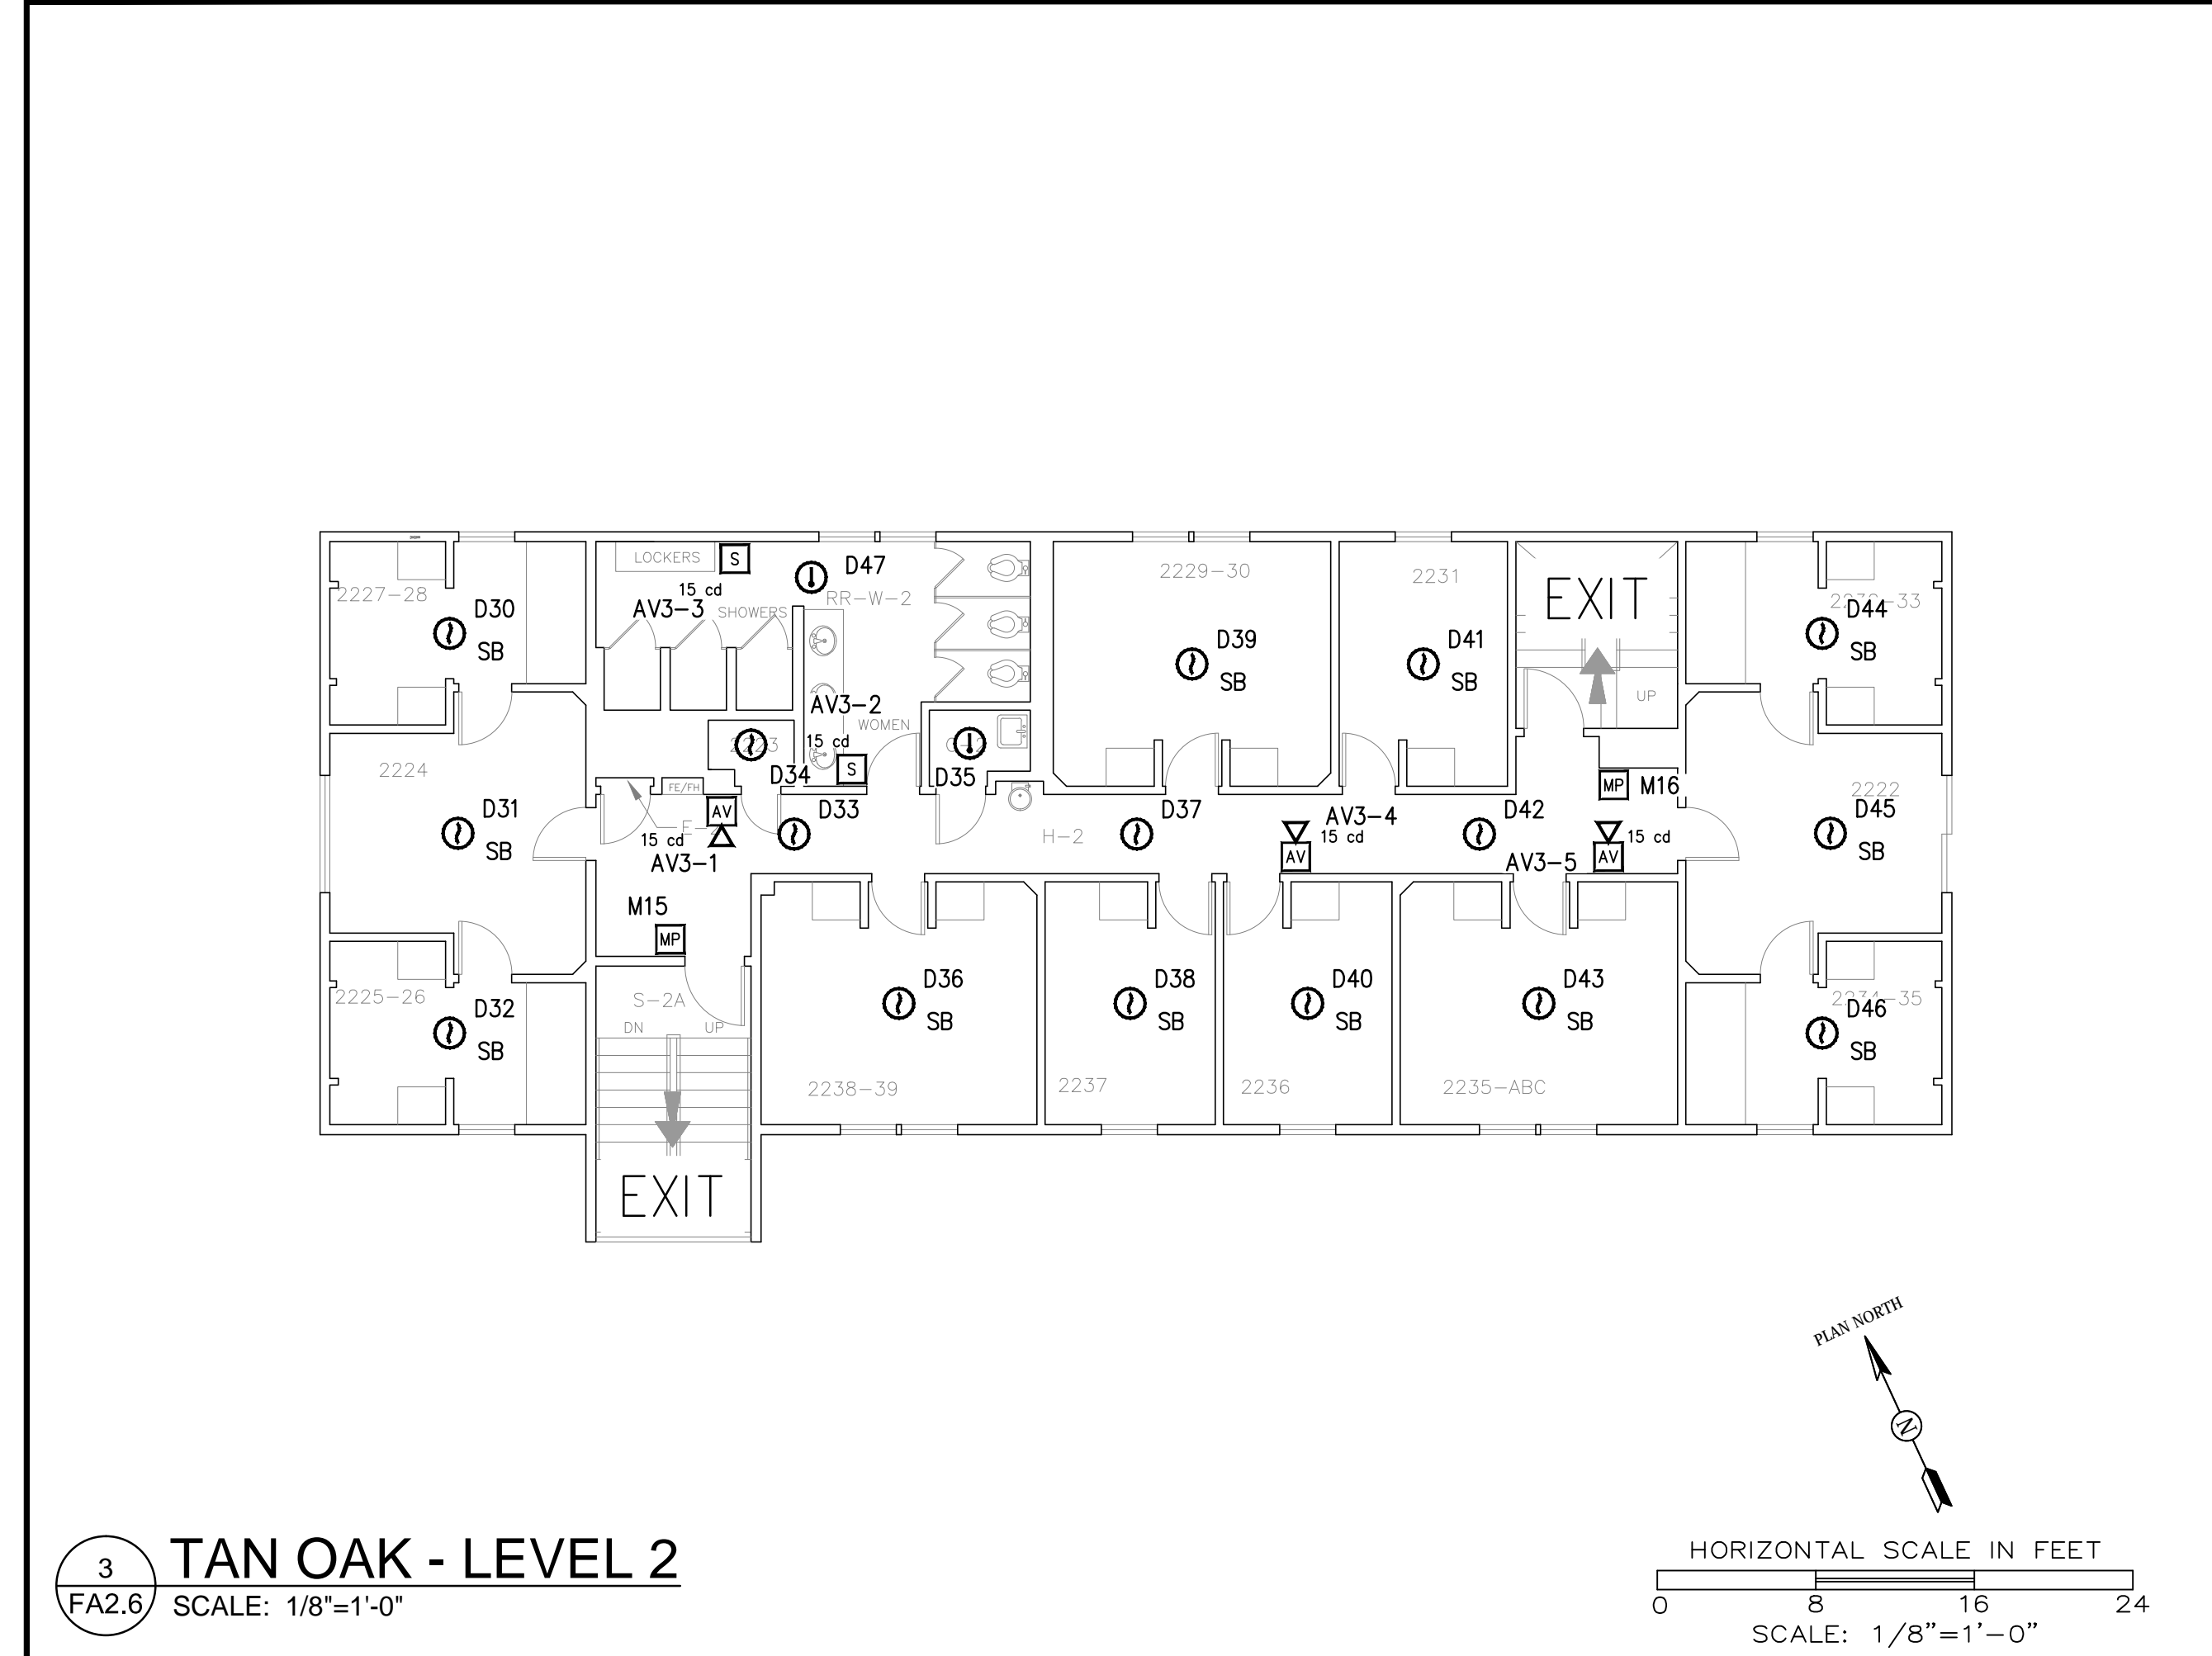 LOCKERS
S
D47
2229-30
2231
EXIT
2227-28
D30
SB
15 cd
AV3-3
SHOWERS
RR-W-2
D39
SB
D41
SB
UP
D44
SB
AV3-2
WOMEN
15 cd
S
D34
D35
2224
D31
SB
FE/FH
AV
15 cd
AV3-1
D33
H-2
D37
AV3-4
15 cd
AV
D42
AV3-5
MP
M16
15 cd
AV
2222
D45
SB
M15
MP
2225-26
D32
SB
S-2A
DN
UP
D36
SB
2238-39
D38
SB
2237
D40
SB
2236
D43
SB
2235-ABC
D46
SB
EXIT
PLAN NORTH
N
3
FA2.6
TAN OAK - LEVEL 2
SCALE: 1/8"=1'-0"
HORIZONTAL SCALE IN FEET
0 8 16 24
SCALE: 1/8"=1'-0"